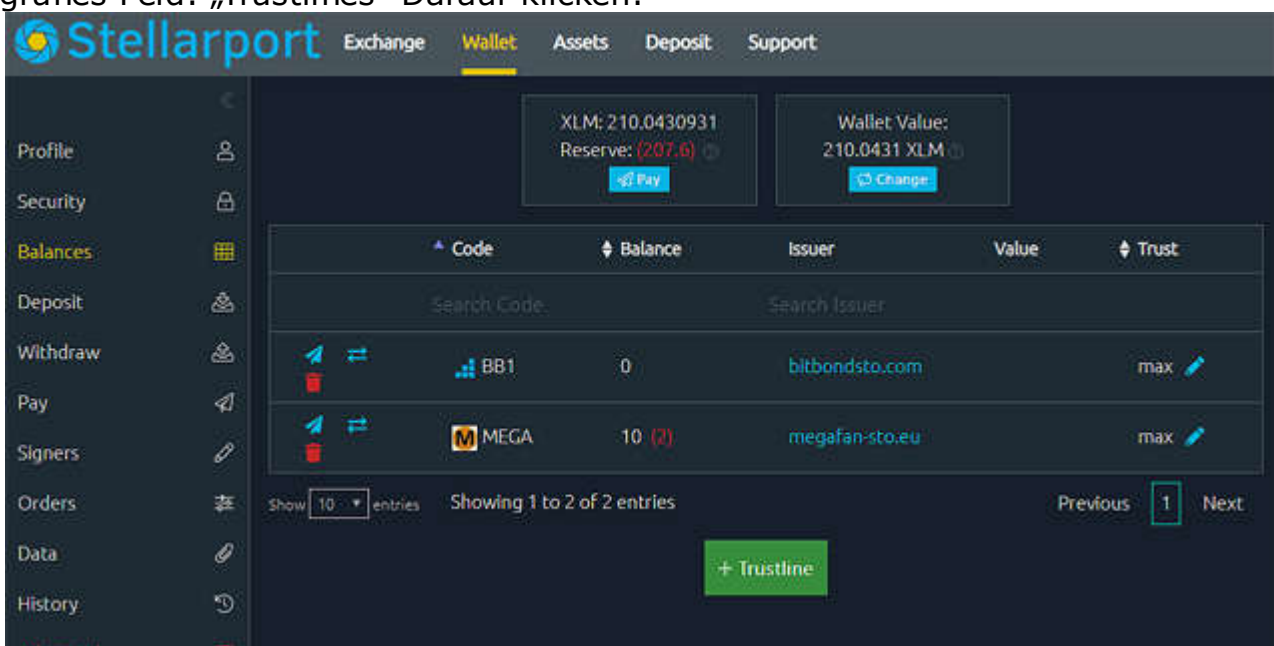 grünes Feld: „Trustlines" Darauf klicken.
Stellarport Exchange Wallet Assets Deposit Support
XLM: 210.0430931
Reserve: (207.6)
Pay
Wallet Value:
210.0431 XLM
Change
Profile
Security
Balances
Deposit
Withdraw
Pay
Signers
Orders
Data
History
Code Balance Issuer Value Trust
Search Code Search Issuer
BB1 0 bitbondsto.com max
MEGA 10 (2) megafan-sto.eu max
Show 10 entries Showing 1 to 2 of 2 entries Previous 1 Next
+ Trustline